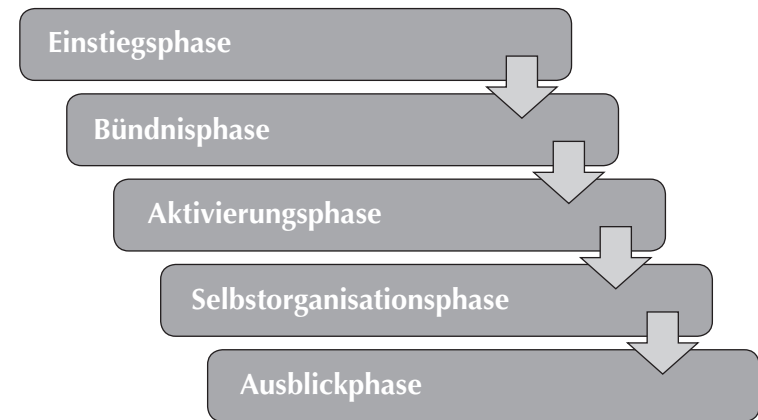 Einstiegsphase
Bündnisphase
Aktivierungsphase
Selbstorganisationsphase
Ausblickphase